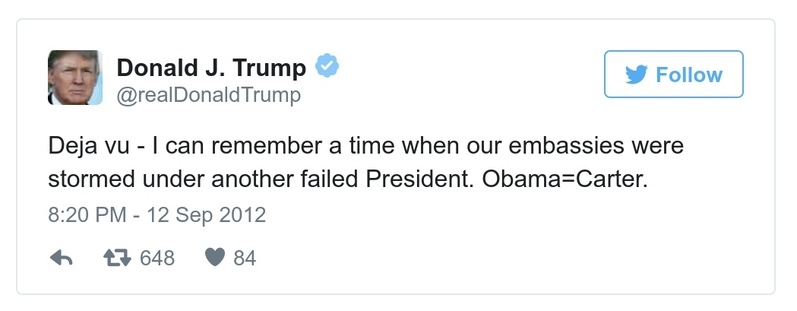 Donald J. Trump
@realDonaldTrump
Follow
Deja vu - I can remember a time when our embassies were
stormed under another failed President. Obama=Carter.
8:20 PM - 12 Sep 2012
648 84